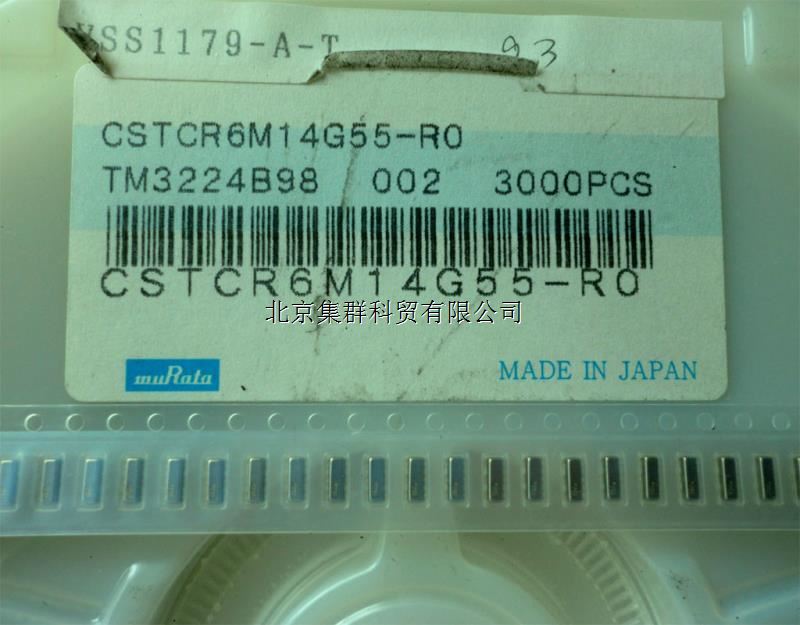 VSS1179-A-T 93
CSTCR6M14G55-R0
TM3224B98 002 3000PCS
CSTCR6M14G55-R0
北京集群科贸有限公司
muRata
MADE IN JAPAN